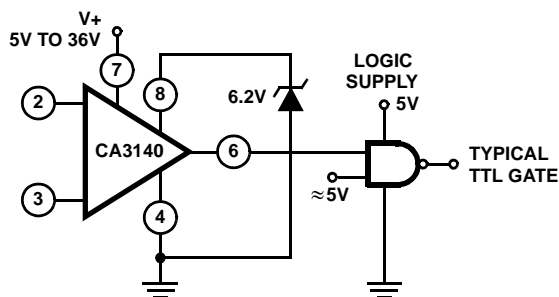 V+
5V TO 36V
7
8
6.2V
LOGIC
SUPPLY
5V
2
CA3140
6
TYPICAL
TTL GATE
≈5V
3
4